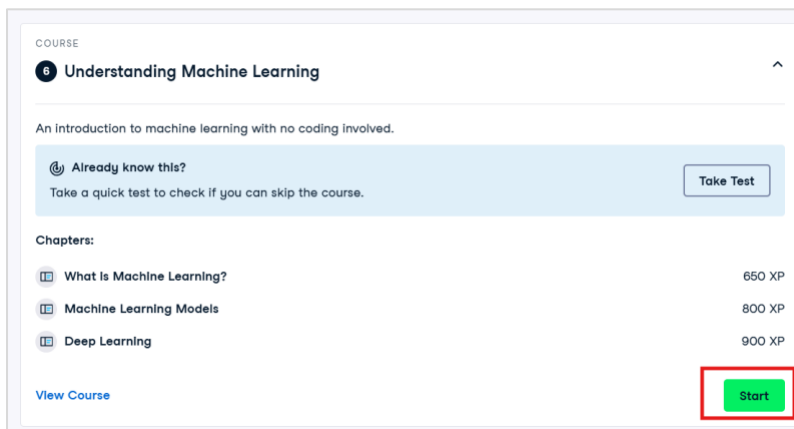 COURSE
6 Understanding Machine Learning
An introduction to machine learning with no coding involved.
Already know this?
Take a quick test to check if you can skip the course.
Take Test
Chapters:
What Is Machine Learning? 650 XP
Machine Learning Models 800 XP
Deep Learning 900 XP
View Course Start